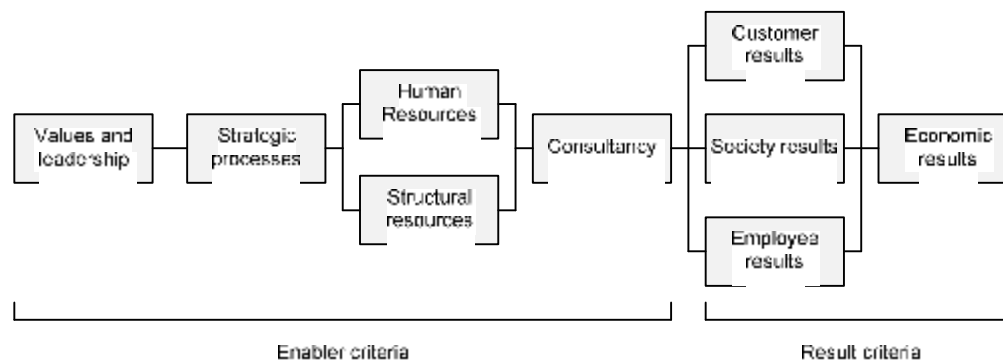 Values and
leadership
Strategic
processes
Human
Resources
Structural
resources
Consultancy
Customer
results
Society results
Employee
results
Economic
results
Enabler criteria
Result criteria